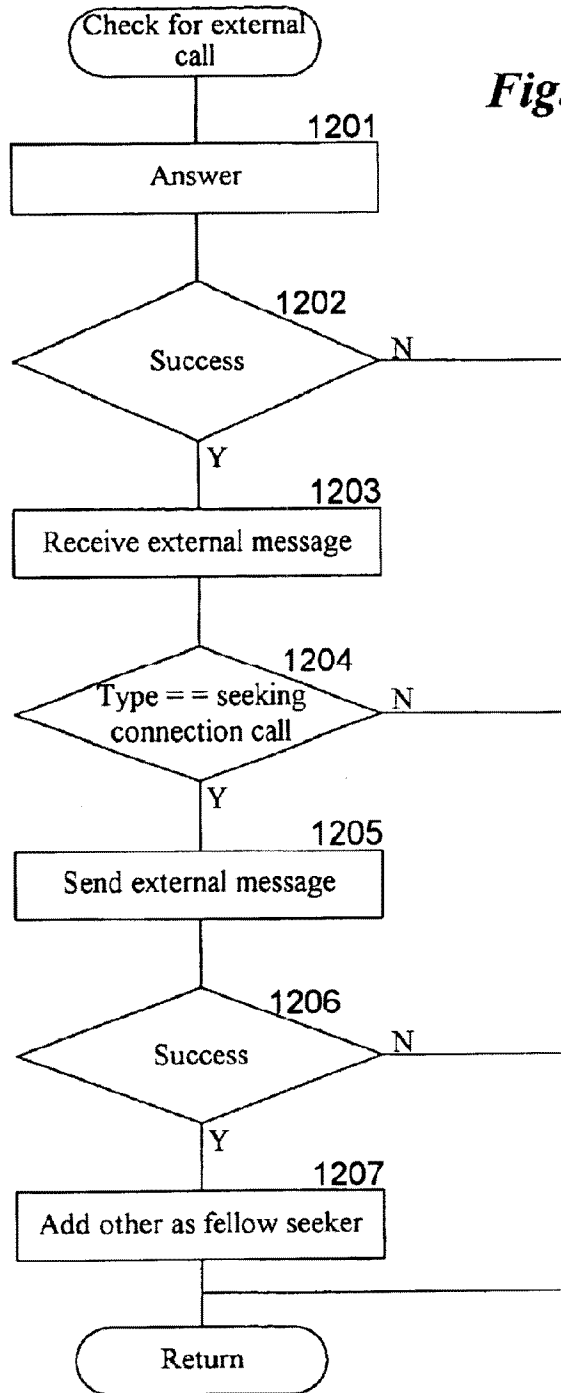 Check for external
call
Fig.
1201
Answer
1202
Success
N
Y
1203
Receive external message
1204
Type = = seeking
connection call
N
Y
1205
Send external message
1206
Success
N
Y
1207
Add other as fellow seeker
Return